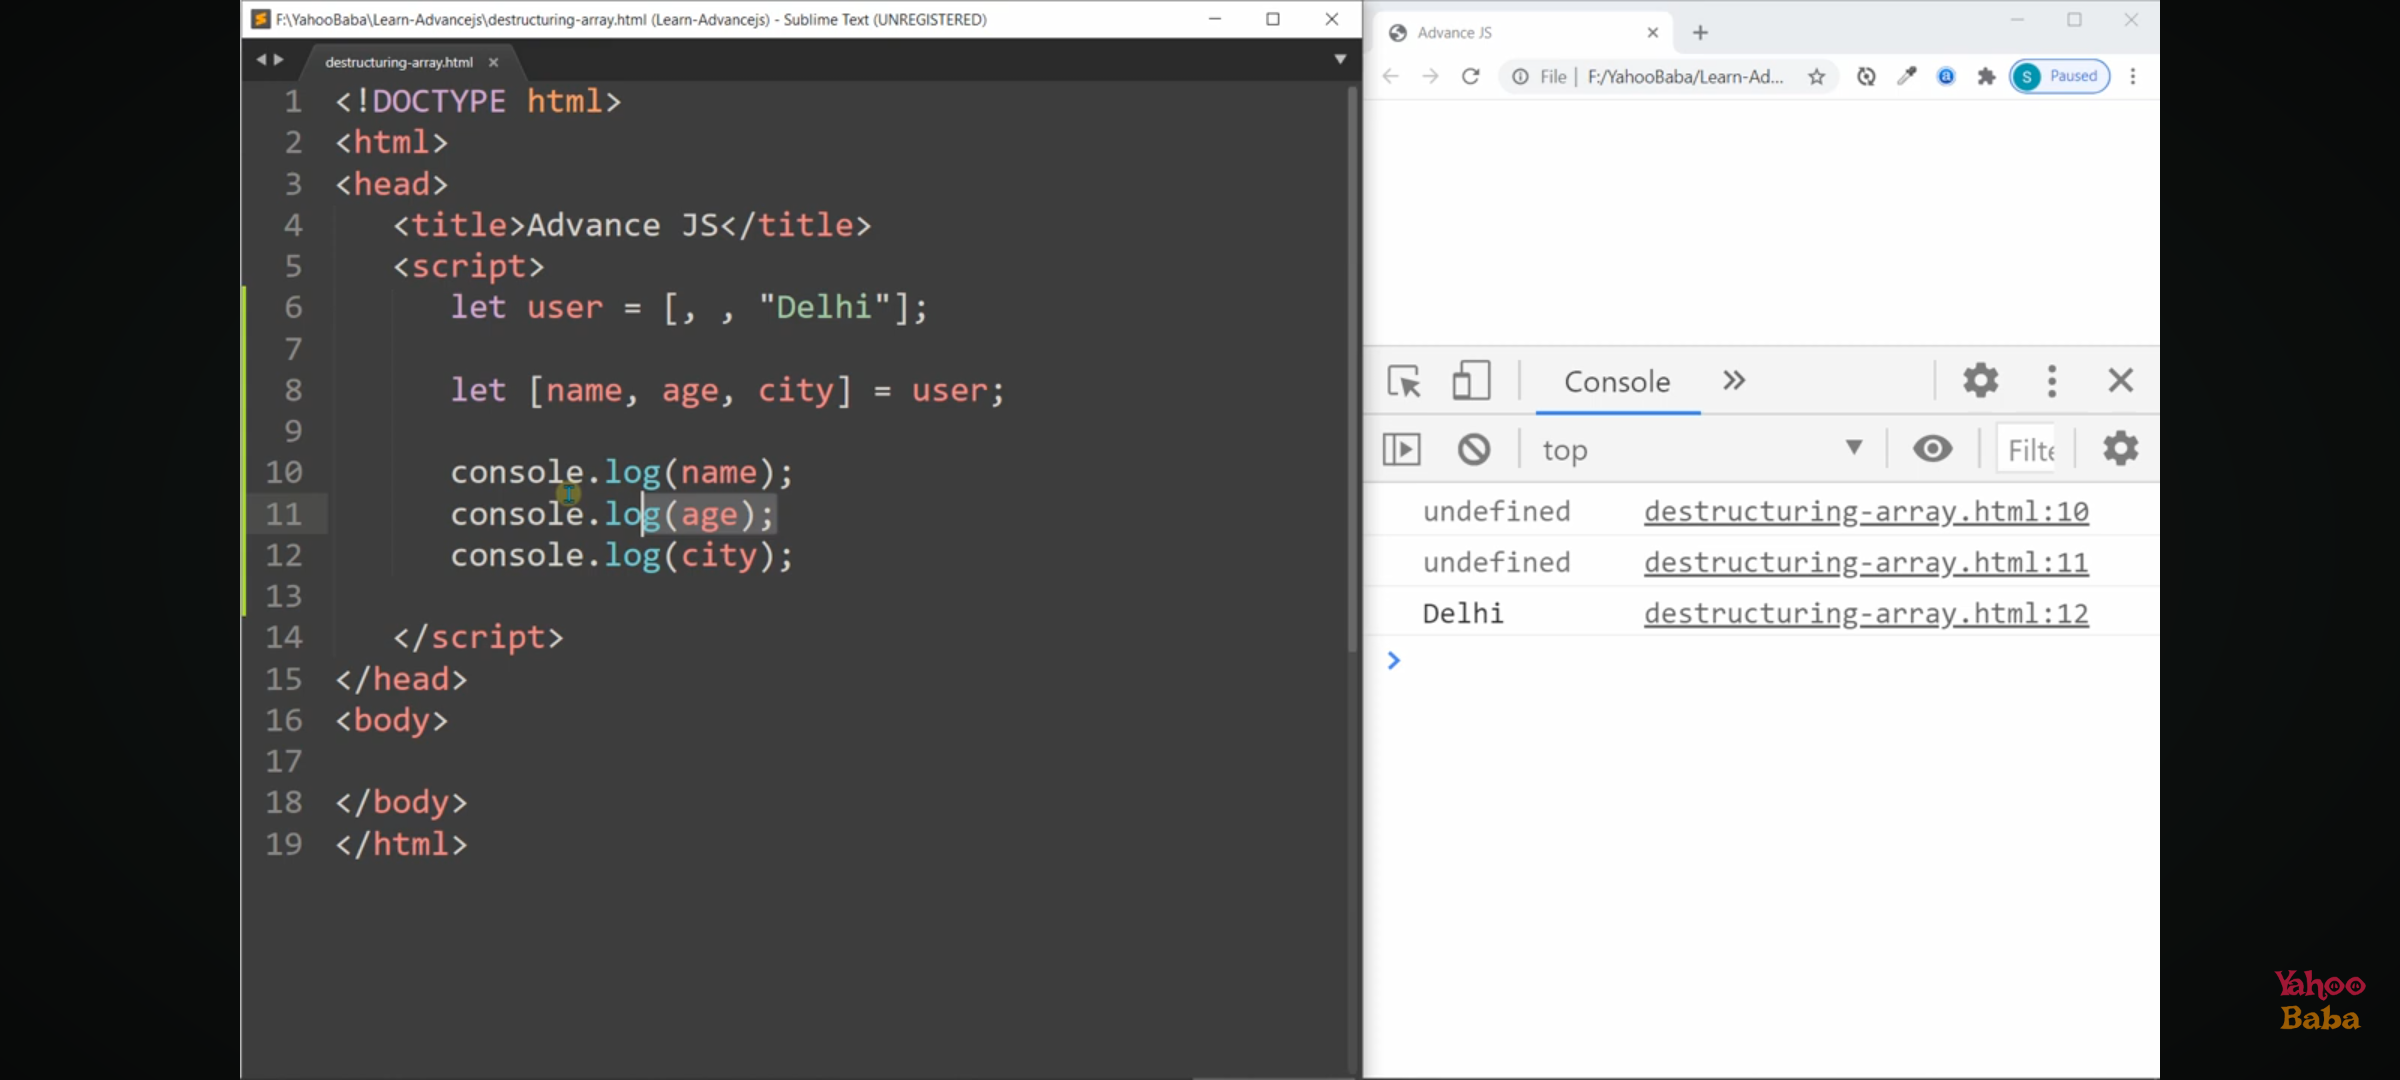 F:\YahooBaba\Learn-Advancejs\destructuring-array.html (Learn-Advancejs) - Sublime Text (UNREGISTERED)
destructuring-array.html
1 <!DOCTYPE html>
2 <html>
3 <head>
4 <title>Advance JS</title>
5 <script>
6 let user = [, , "Delhi"];
7
8 let [name, age, city] = user;
9
10 console.log(name);
11 console.log(age);
12 console.log(city);
13
14 </script>
15 </head>
16 <body>
17
18 </body>
19 </html>
Advance JS
File | F:/YahooBaba/Learn-Ad...
S Paused
Console
top
Filte
undefined destructuring-array.html:10
undefined destructuring-array.html:11
Delhi destructuring-array.html:12
Yahoo
Baba